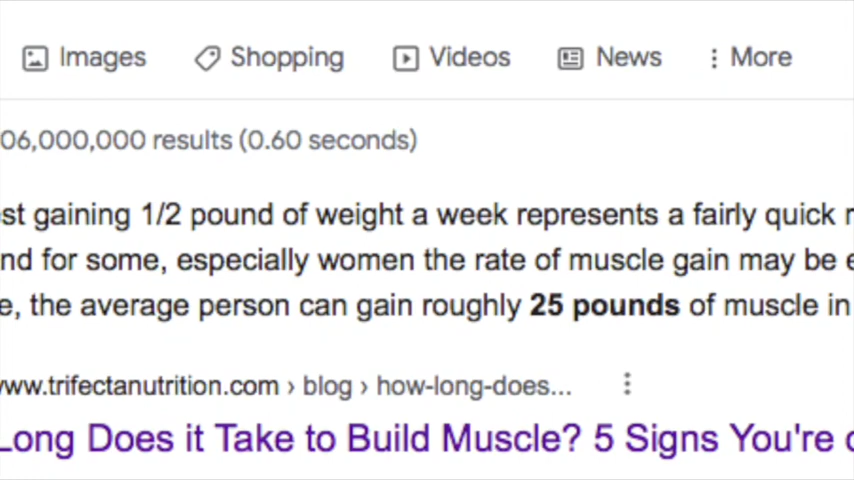 Images Shopping Videos News More
06,000,000 results (0.60 seconds)
st gaining 1/2 pound of weight a week represents a fairly quick
nd for some, especially women the rate of muscle gain may be
e, the average person can gain roughly 25 pounds of muscle in
www.trifectanutrition.com › blog › how-long-does...
Long Does it Take to Build Muscle? 5 Signs You're